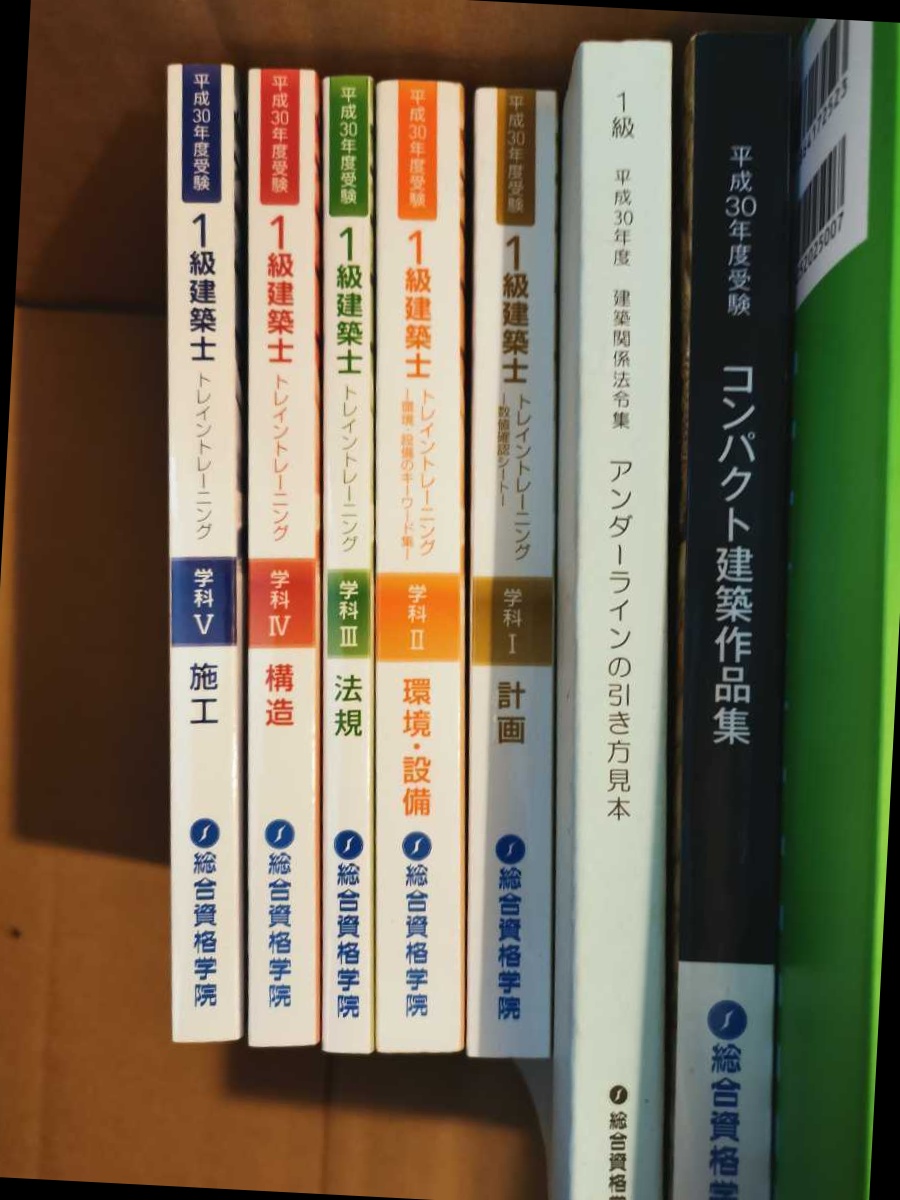 平成30年度受験
1級建築士
トレイントレーニング
学科Ⅴ
施工
総合資格学院
平成30年度受験
1級建築士
トレイントレーニング
学科Ⅳ
構造
総合資格学院
平成30年度受験
1級建築士
トレイントレーニング
学科Ⅲ
法規
総合資格学院
平成30年度受験
1級建築士
トレイントレーニング
―環境・設備のキーワード集―
学科Ⅱ
環境・設備
総合資格学院
平成30年度受験
1級建築士
トレイントレーニング
―数値確認シート―
学科Ⅰ
計画
総合資格学院
1級 平成30年度 建築関係法令集 アンダーラインの引き方見本
総合資格
平成30年度受験 コンパクト建築作品集
総合資格学